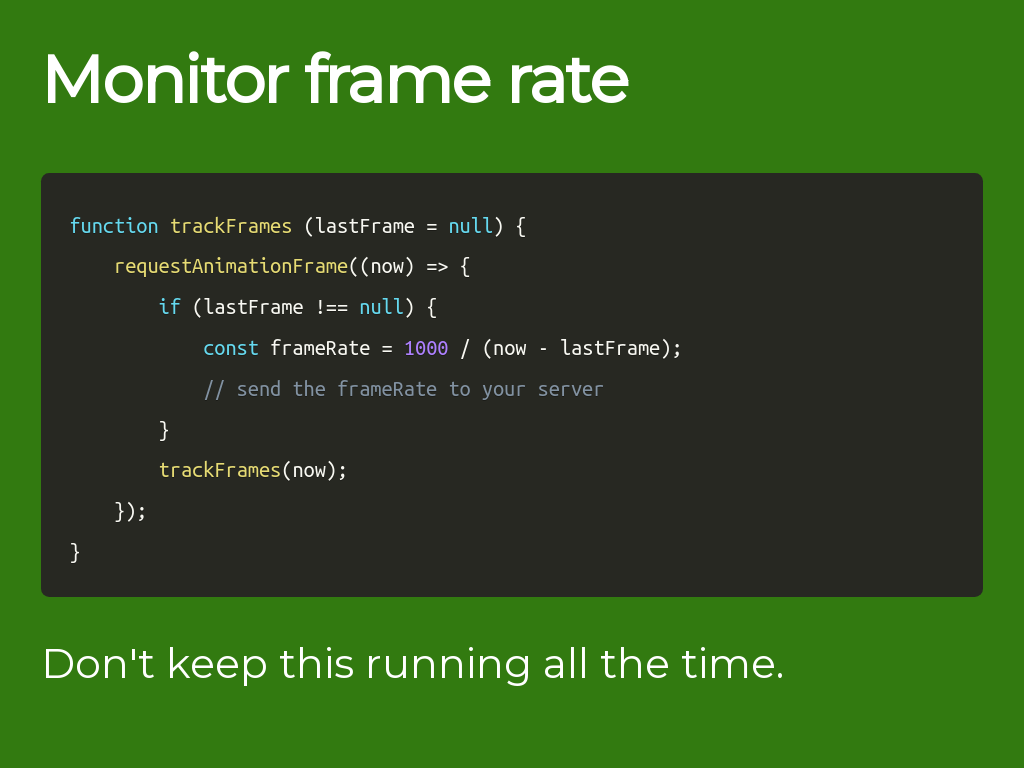 Monitor frame rate
function trackFrames (lastFrame = null) {
    requestAnimationFrame((now) => {
        if (lastFrame !== null) {
            const frameRate = 1000 / (now - lastFrame);
            // send the frameRate to your server
        }
        trackFrames(now);
    });
}
Don't keep this running all the time.